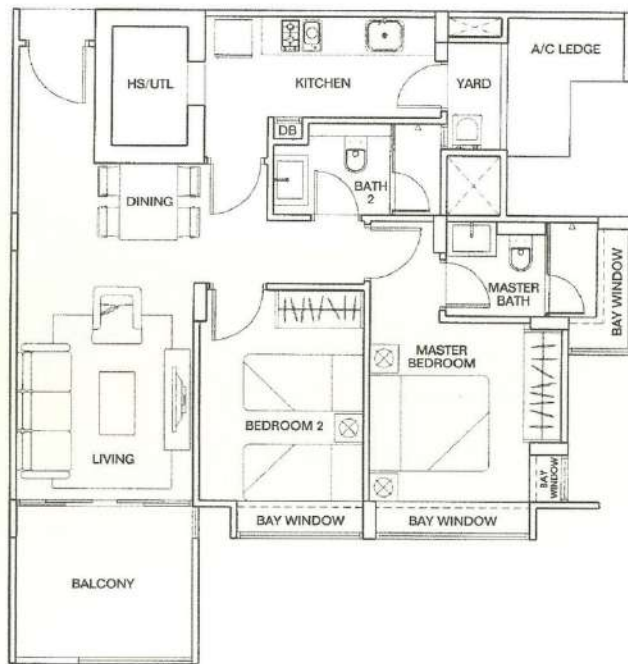 A/C LEDGE
HS/UTL
KITCHEN
YARD
DB
BATH
2
DINING
BAY WINDOW
MASTER
BATH
MASTER
BEDROOM
BEDROOM 2
LIVING
BAY
WINDOW
BAY WINDOW
BAY WINDOW
BALCONY